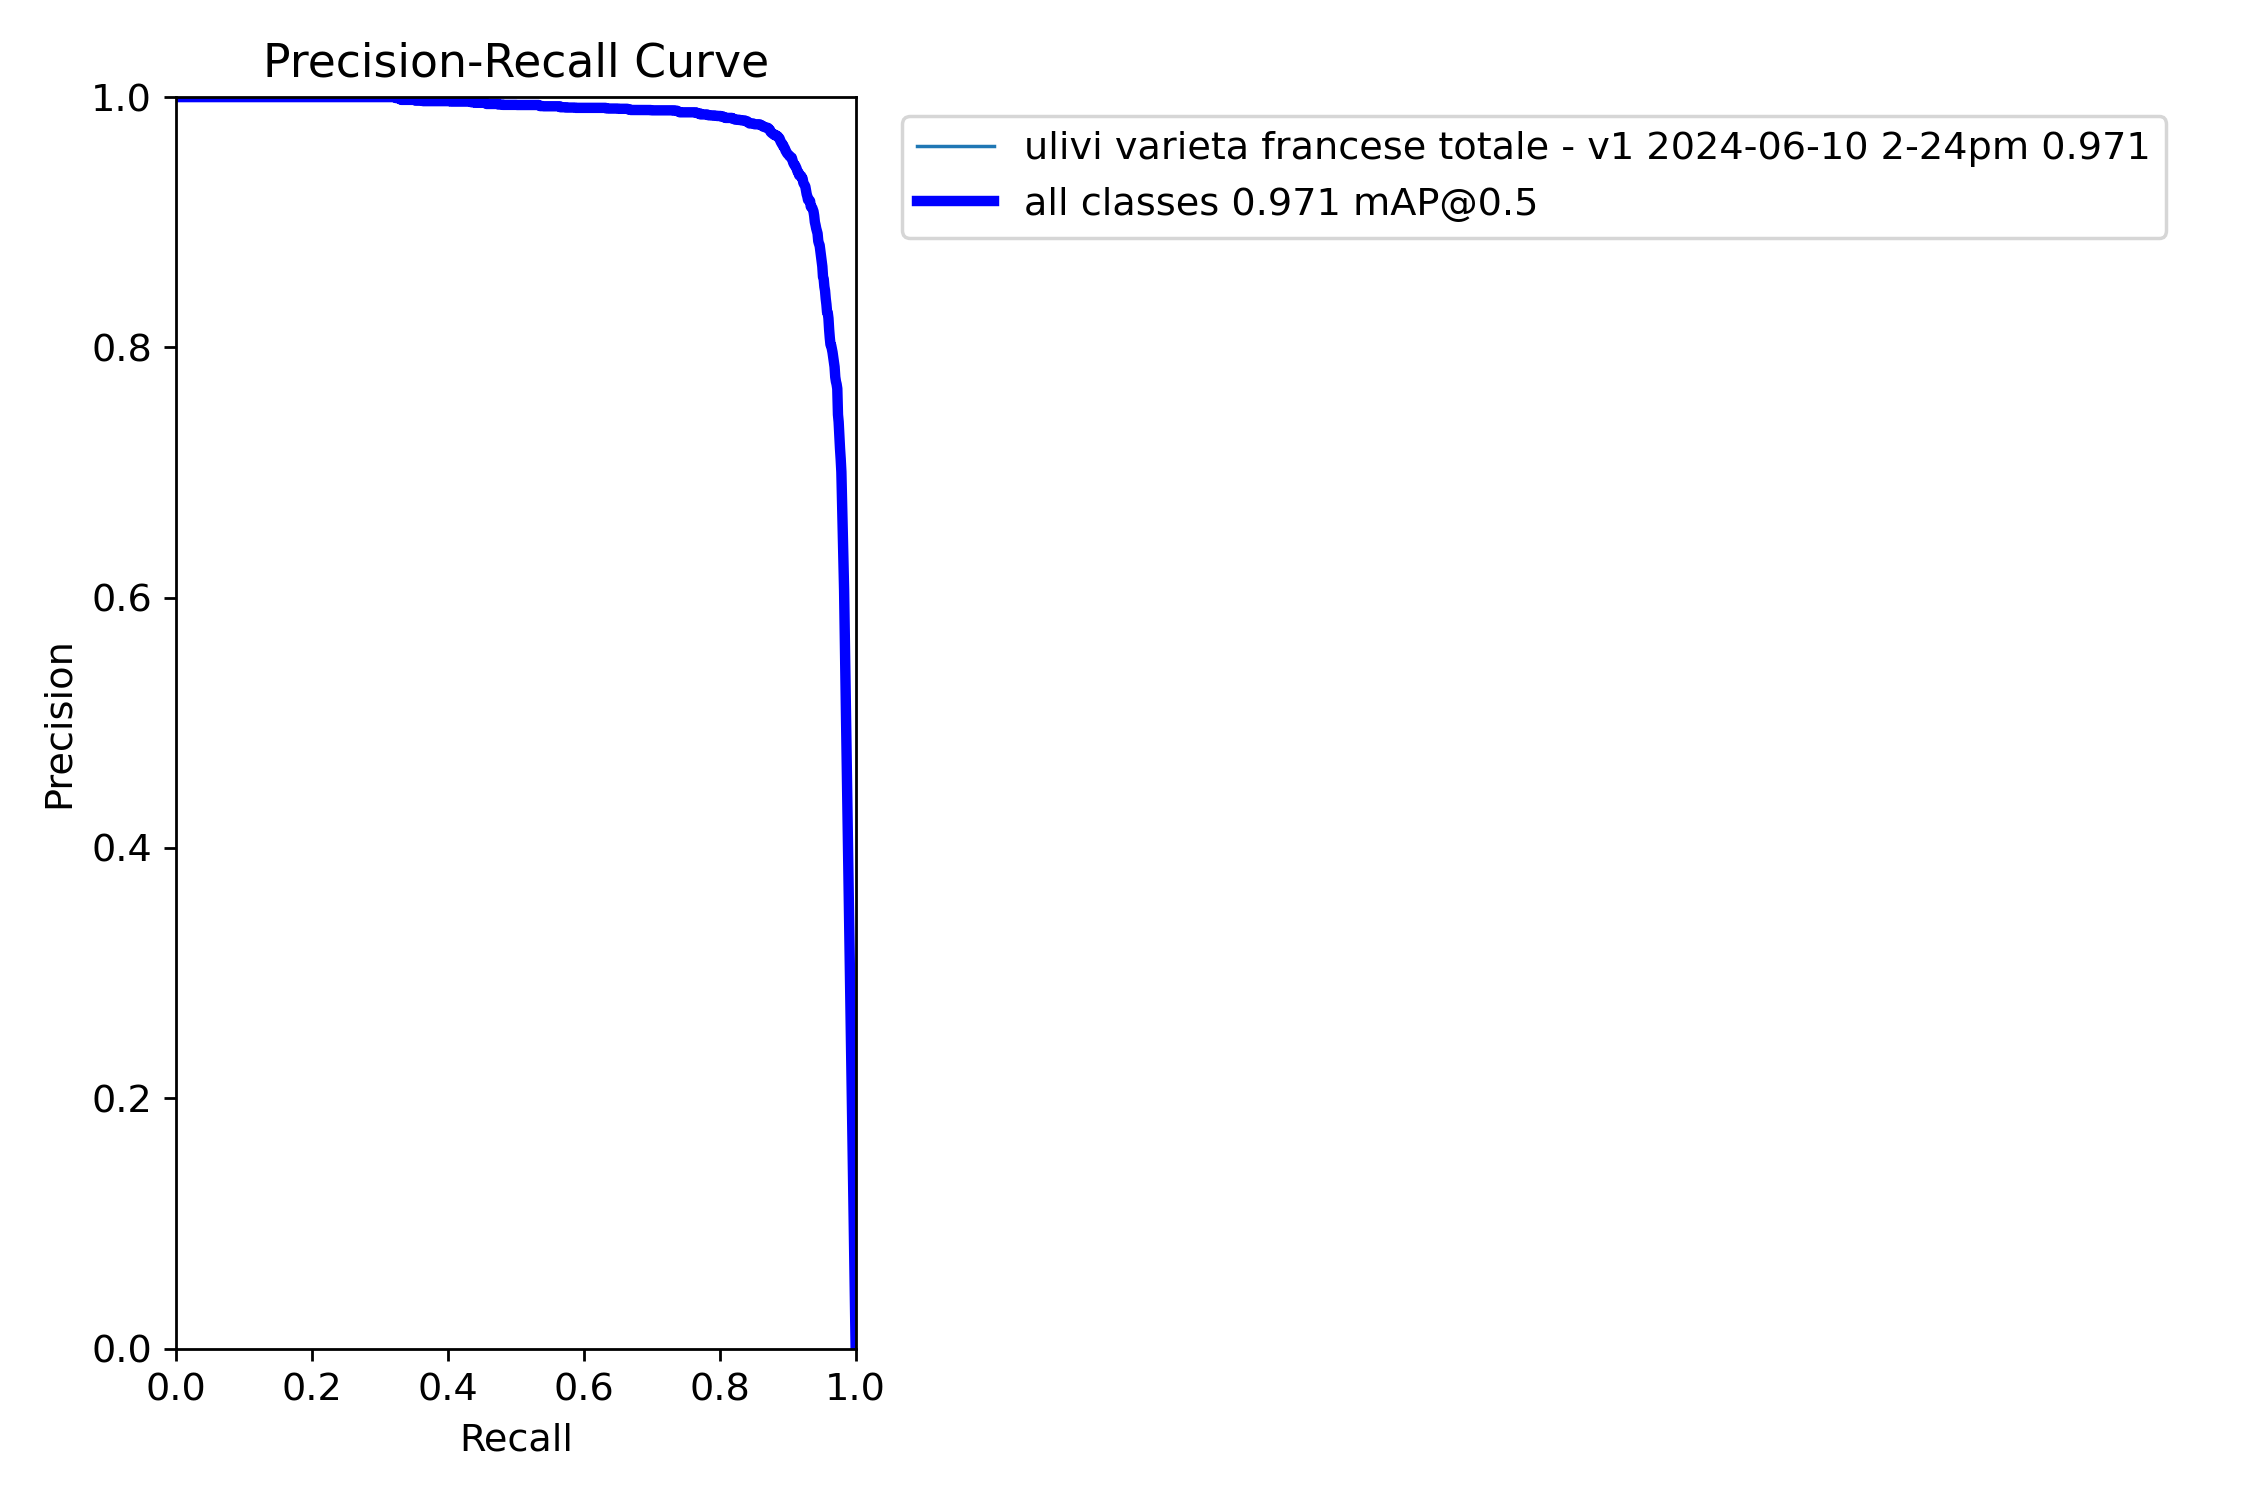 Precision-Recall Curve
1.0
0.8
0.6
0.4
0.2
0.0
Precision
0.0 0.2 0.4 0.6 0.8 1.0
Recall
ulivi varieta francese totale - v1 2024-06-10 2-24pm 0.971
all classes 0.971 mAP@0.5